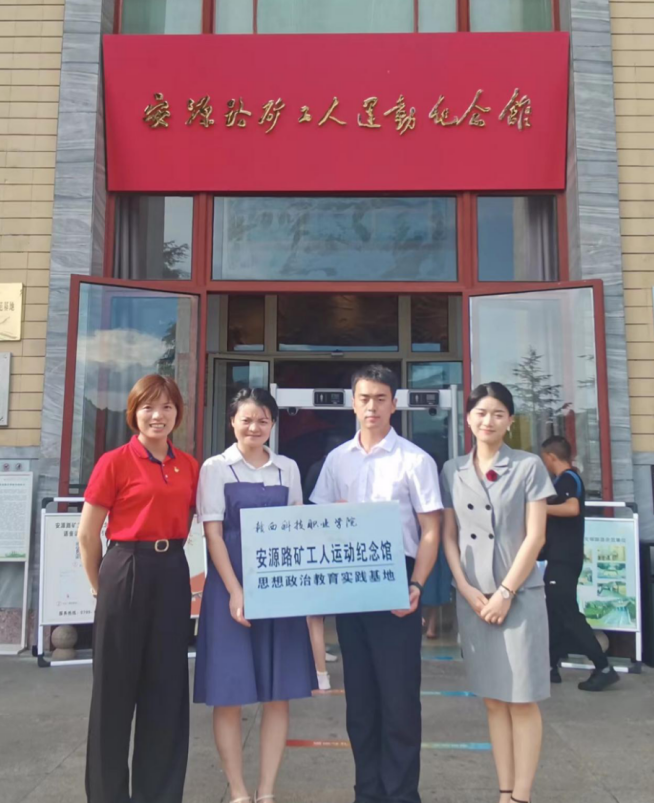 安源路矿工人运动纪念馆
赣西科技职业学院
安源路矿工人运动纪念馆
思想政治教育实践基地